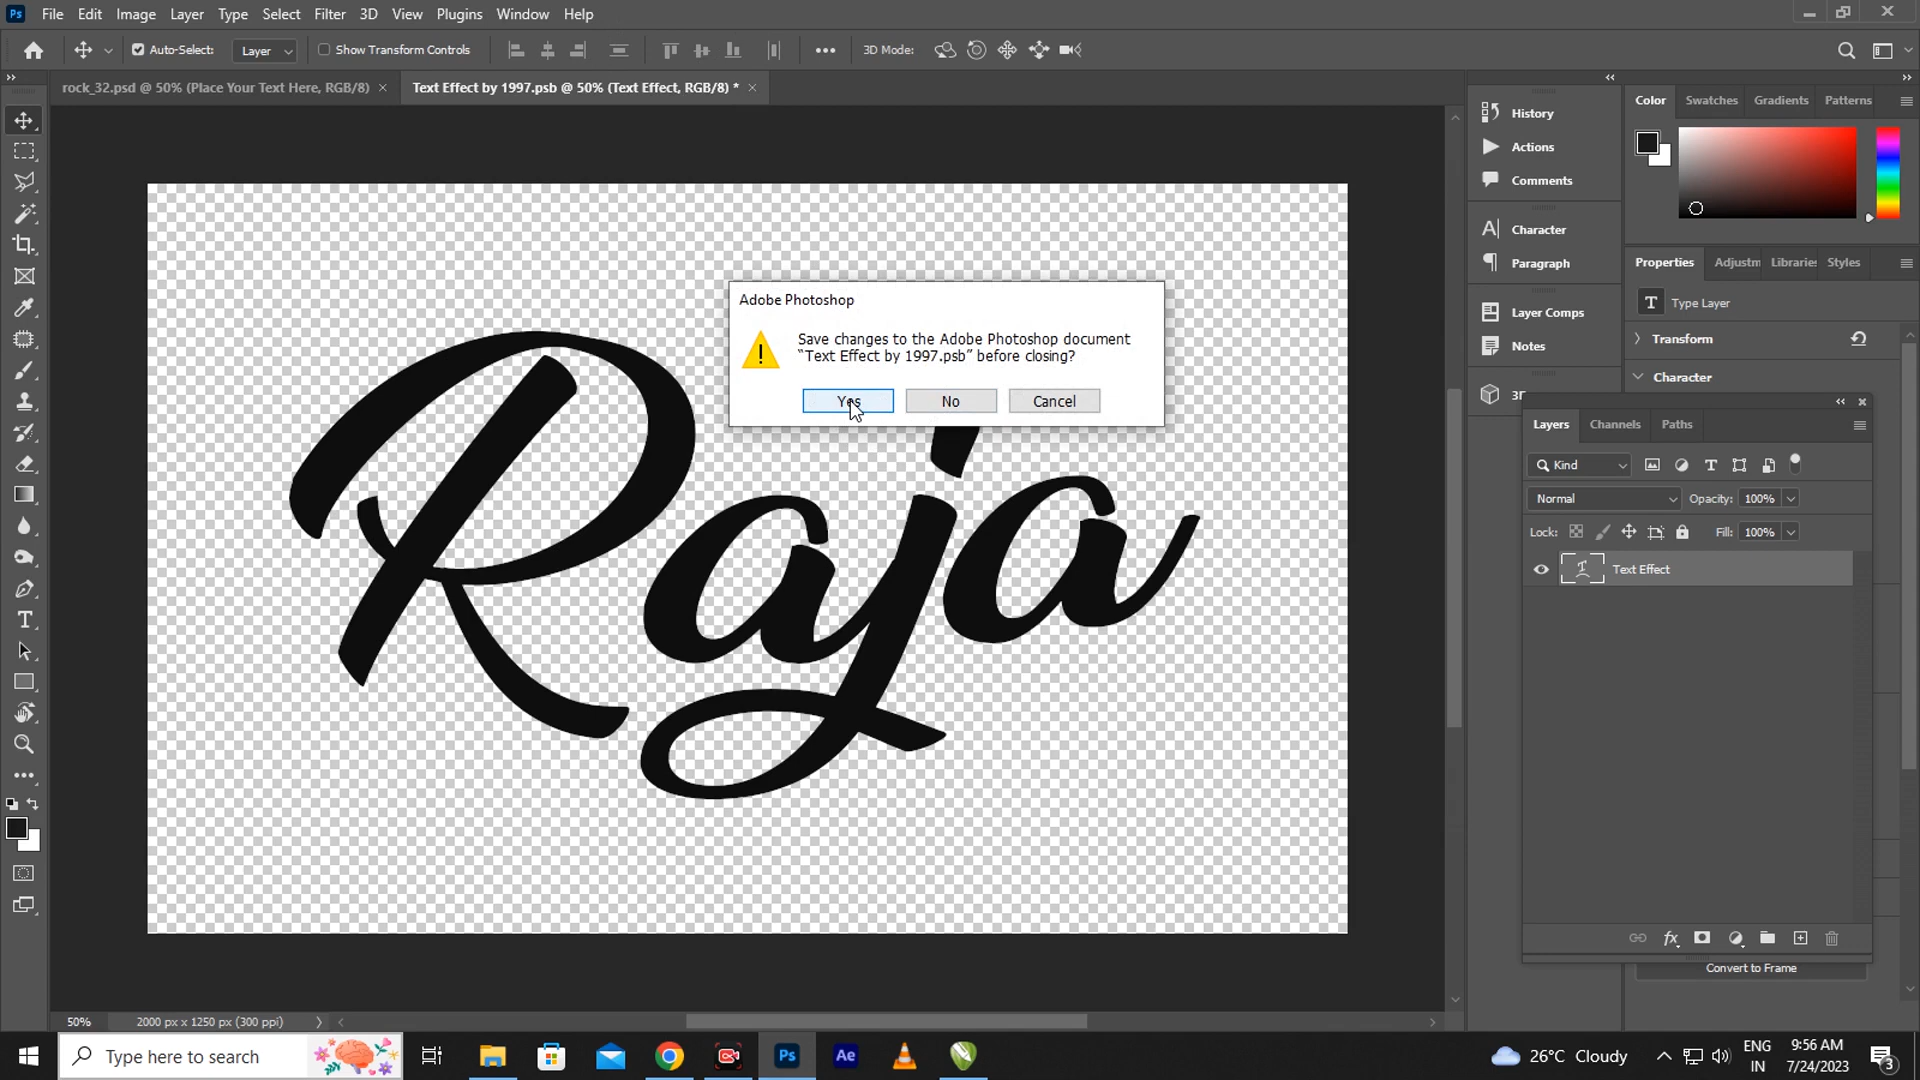 Ps File Edit Image Layer Type Select Filter 3D View Plugins Window Help
Auto-Select: Layer Show Transform Controls 3D Mode:
rock_32.psd @ 50% (Place Your Text Here, RGB/8) × Text Effect by 1997.psb @ 50% (Text Effect, RGB/8) * ×
Raja
Adobe Photoshop
Save changes to the Adobe Photoshop document
“Text Effect by 1997.psb” before closing?
Yes No Cancel
History
Actions
Comments
Character
Paragraph
Layer Comps
Notes
Color Swatches Gradients Patterns
Properties Adjustm Libraries Styles
Type Layer
Transform
Character
Layers Channels Paths
Kind
Normal Opacity: 100%
Lock: Fill: 100%
Text Effect
Convert to Frame
50% 2000 px x 1250 px (300 ppi)
Type here to search
Ps Ae
26°C Cloudy
ENG
IN
9:56 AM
7/24/2023
3